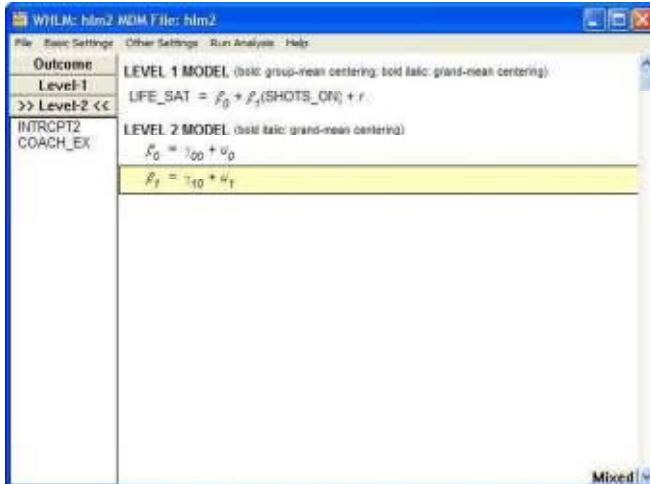 WHLM: hlm2 MDM File: hlm2
File Basic Settings Other Settings Run Analysis Help
Outcome
Level-1
>> Level-2 <<
INTRCPT2
COACH_EX
LEVEL 1 MODEL (bold: group-mean centering; bold italic: grand-mean centering)
LIFE_SAT = β₀ + β₁(SHOTS_ON) + r
LEVEL 2 MODEL (bold italic: grand-mean centering)
β₀ = γ₀₀ + u₀
β₁ = γ₁₀ + u₁
Mixed